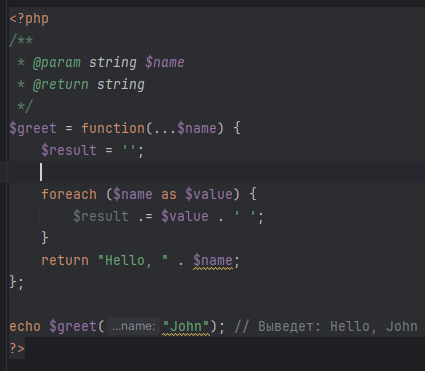 <?php
/**
 * @param string $name
 * @return string
 */
$greet = function(...$name) {
    $result = '';
    foreach ($name as $value) {
        $result .= $value . ' ';
    }
    return "Hello, " . $name;
};
echo $greet( ...name: "John"); // Выведет: Hello, John
?>